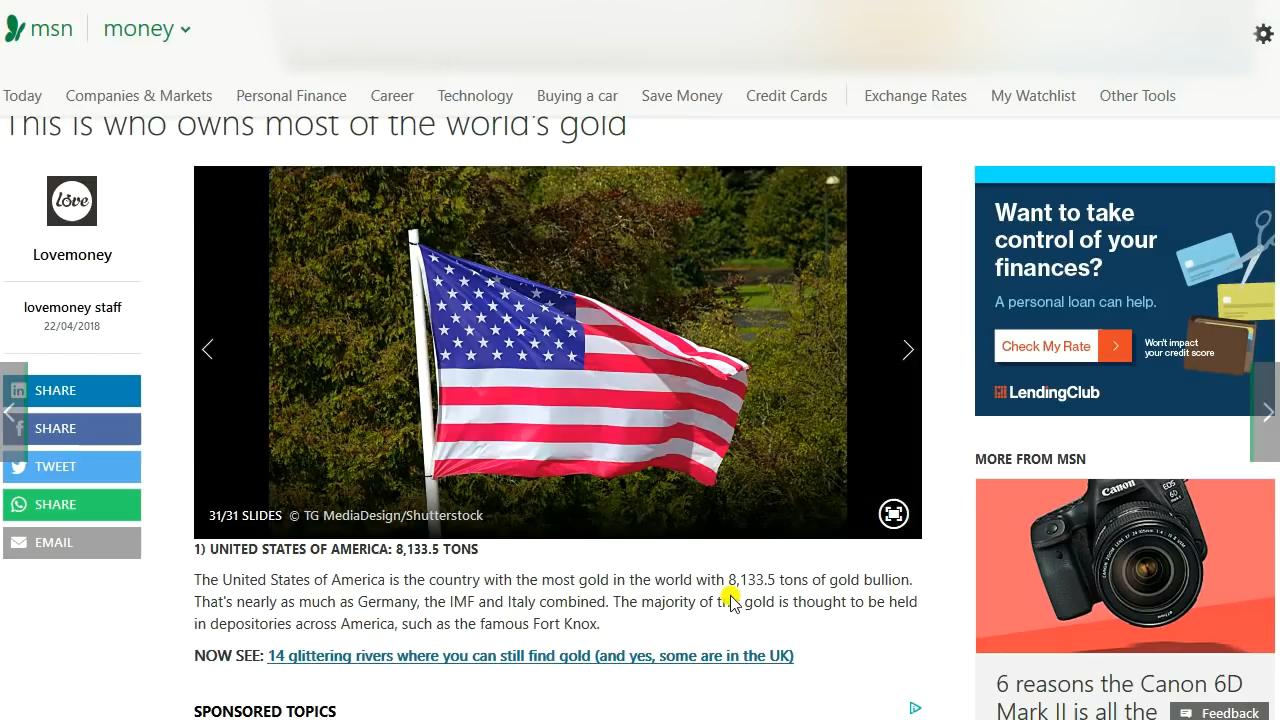 msn money
Today Companies & Markets Personal Finance Career Technology Buying a car Save Money Credit Cards Exchange Rates My Watchlist Other Tools
This is who owns most of the world's gold
love
Lovemoney
lovemoney staff
22/04/2018
in SHARE
f SHARE
TWEET
SHARE
EMAIL
31/31 SLIDES © TG MediaDesign/Shutterstock
1) UNITED STATES OF AMERICA: 8,133.5 TONS
The United States of America is the country with the most gold in the world with 8,133.5 tons of gold bullion.
That's nearly as much as Germany, the IMF and Italy combined. The majority of the gold is thought to be held
in depositories across America, such as the famous Fort Knox.
NOW SEE: 14 glittering rivers where you can still find gold (and yes, some are in the UK)
SPONSORED TOPICS
Want to take
control of your
finances?
A personal loan can help.
Check My Rate
Won't impact
your credit score
LendingClub
MORE FROM MSN
Canon
EOS
6D
6 reasons the Canon 6D
Mark II is all the
Feedback